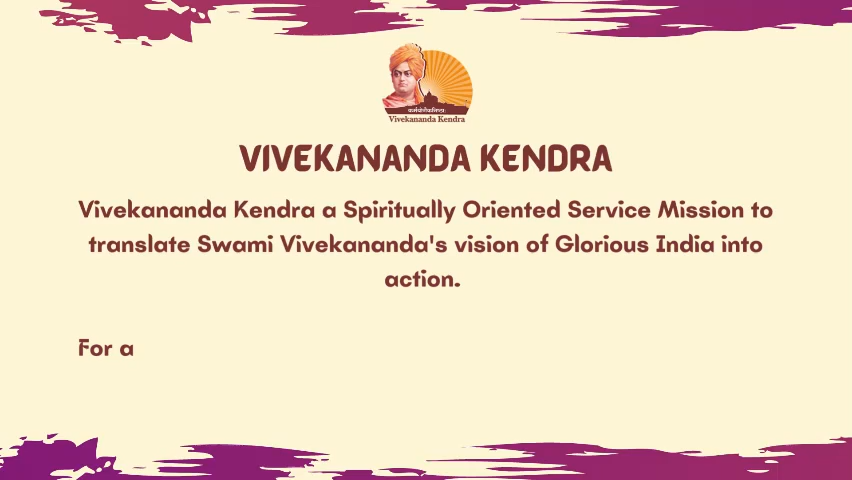 Vivekananda Kendra
VIVEKANANDA KENDRA
Vivekananda Kendra a Spiritually Oriented Service Mission to
translate Swami Vivekananda's vision of Glorious India into
action.
For a